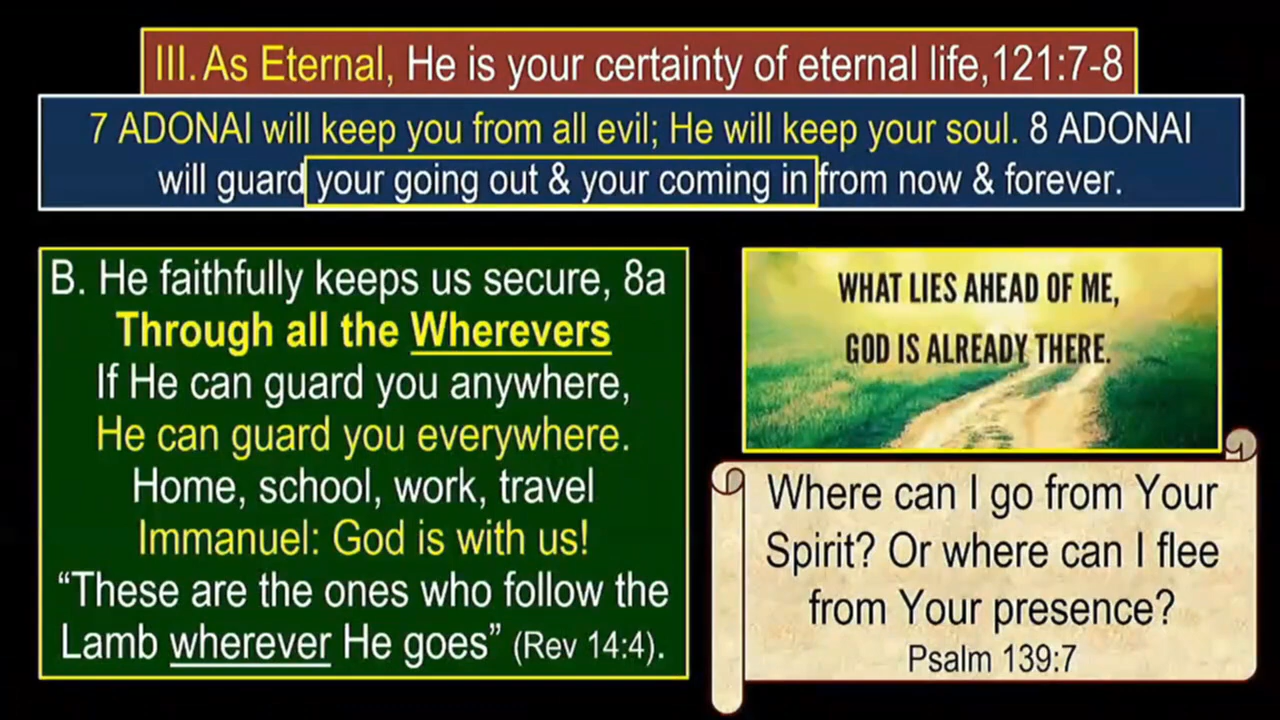 III. As Eternal, He is your certainty of eternal life,121:7-8
7 ADONAI will keep you from all evil; He will keep your soul. 8 ADONAI
will guard your going out & your coming in from now & forever.
B. He faithfully keeps us secure, 8a
Through all the Wherevers
If He can guard you anywhere,
He can guard you everywhere.
Home, school, work, travel
Immanuel: God is with us!
“These are the ones who follow the
Lamb wherever He goes” (Rev 14:4).
WHAT LIES AHEAD OF ME,
GOD IS ALREADY THERE.
Where can I go from Your
Spirit? Or where can I flee
from Your presence?
Psalm 139:7